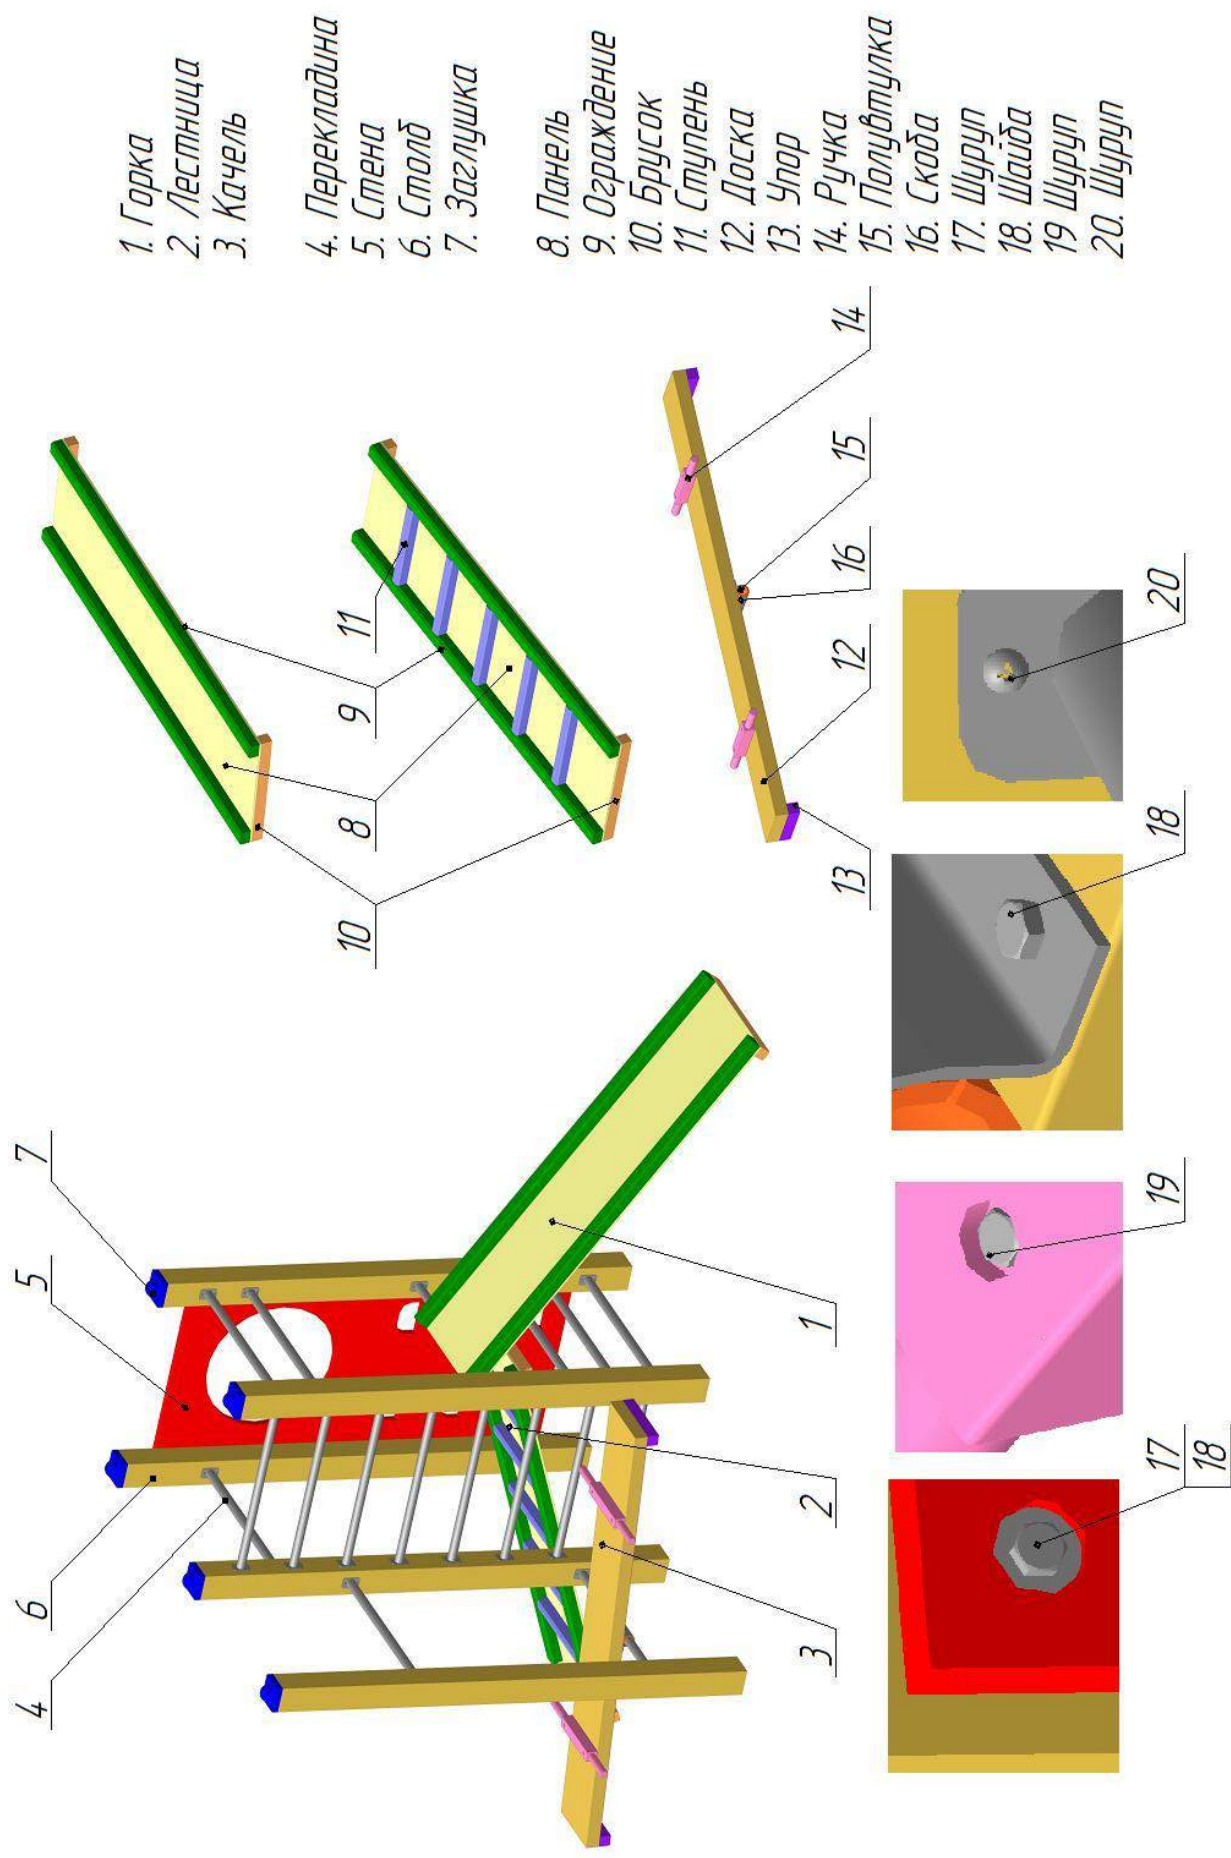 1. Горка
2. Лестница
3. Качель
4. Перекладина
5. Стена
6. Столб
7. Заглушка
8. Панель
9. Ограждение
10. Брусок
11. Ступень
12. Доска
13. Упор
14. Ручка
15. Полувтулка
16. Скоба
17. Шуруп
18. Шайба
19 Шуруп
20. Шуруп
4
6
5
7
3
2
1
10
8
9
11
13
12
16
15
14
17
18
19
18
20